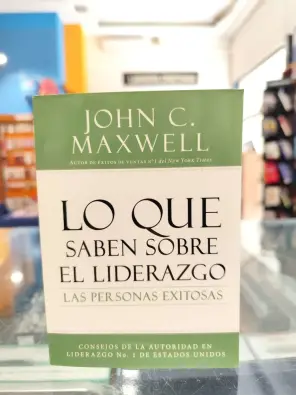 JOHN C.
MAXWELL
AUTOR DE ÉXITOS DE VENTAS nº1 del NEW YORK TIMES
LO QUE
SABEN SOBRE
EL LIDERAZGO
LAS PERSONAS EXITOSAS
CONSEJOS DE LA AUTORIDAD EN
LIDERAZGO No. 1 DE ESTADOS UNIDOS